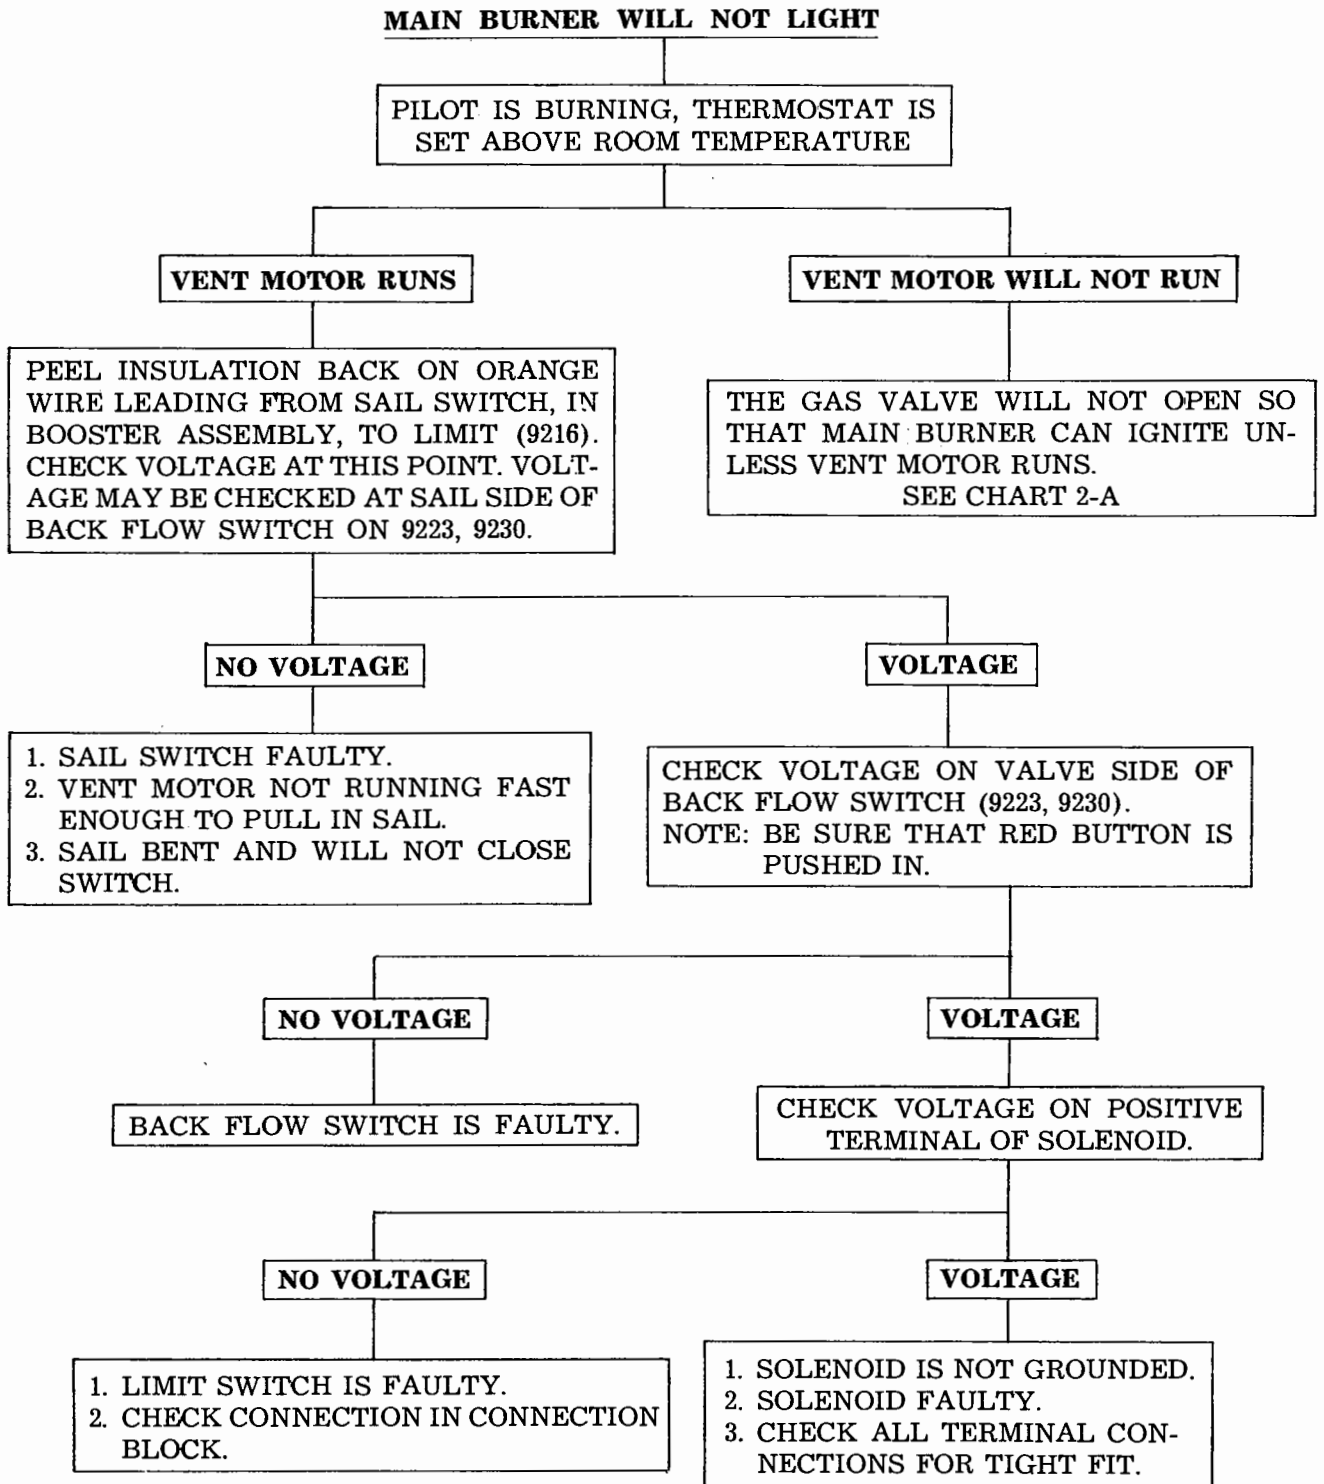 MAIN BURNER WILL NOT LIGHT
PILOT IS BURNING, THERMOSTAT IS
SET ABOVE ROOM TEMPERATURE
VENT MOTOR RUNS
VENT MOTOR WILL NOT RUN
PEEL INSULATION BACK ON ORANGE
WIRE LEADING FROM SAIL SWITCH, IN
BOOSTER ASSEMBLY, TO LIMIT (9216).
CHECK VOLTAGE AT THIS POINT. VOLT-
AGE MAY BE CHECKED AT SAIL SIDE OF
BACK FLOW SWITCH ON 9223, 9230.
THE GAS VALVE WILL NOT OPEN SO
THAT MAIN BURNER CAN IGNITE UN-
LESS VENT MOTOR RUNS.
SEE CHART 2-A
NO VOLTAGE
VOLTAGE
1. SAIL SWITCH FAULTY.
2. VENT MOTOR NOT RUNNING FAST
ENOUGH TO PULL IN SAIL.
3. SAIL BENT AND WILL NOT CLOSE
SWITCH.
CHECK VOLTAGE ON VALVE SIDE OF
BACK FLOW SWITCH (9223, 9230).
NOTE: BE SURE THAT RED BUTTON IS
PUSHED IN.
NO VOLTAGE
VOLTAGE
BACK FLOW SWITCH IS FAULTY.
CHECK VOLTAGE ON POSITIVE
TERMINAL OF SOLENOID.
NO VOLTAGE
VOLTAGE
1. LIMIT SWITCH IS FAULTY.
2. CHECK CONNECTION IN CONNECTION
BLOCK.
1. SOLENOID IS NOT GROUNDED.
2. SOLENOID FAULTY.
3. CHECK ALL TERMINAL CON-
NECTIONS FOR TIGHT FIT.